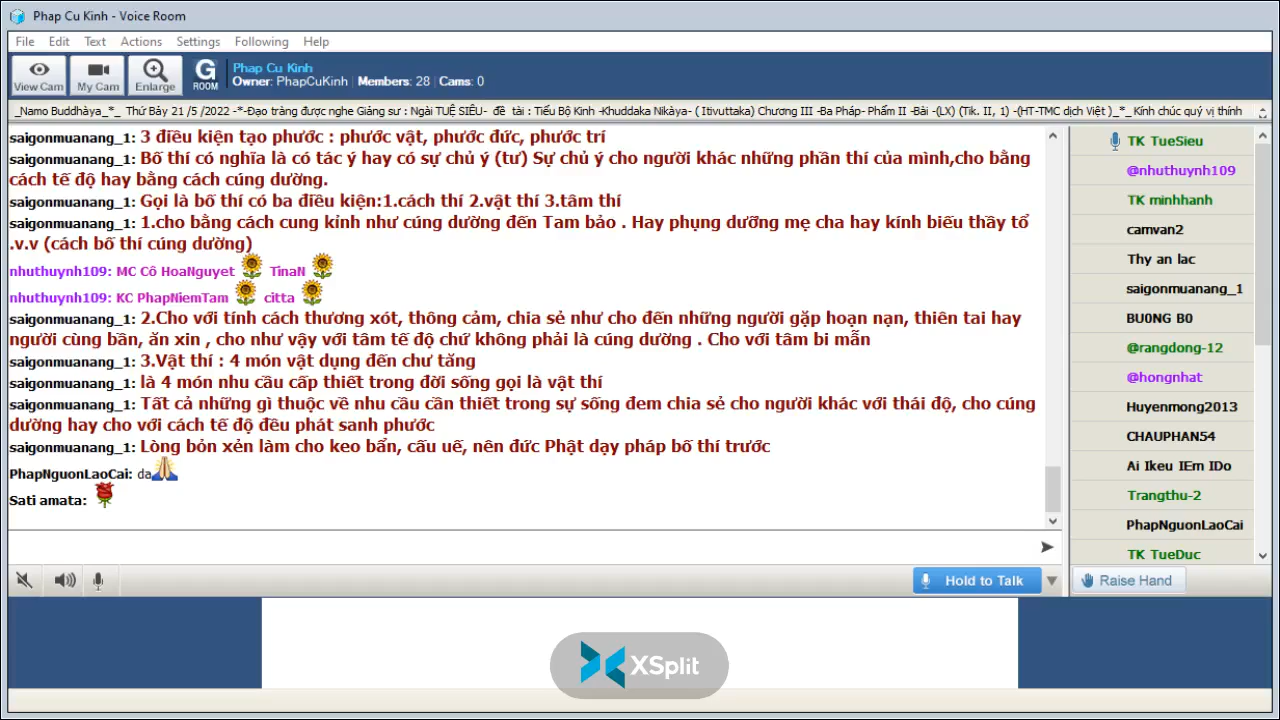 Phap Cu Kinh - Voice Room
File Edit Text Actions Settings Following Help
View Cam My Cam Enlarge G ROOM
Phap Cu Kinh
Owner: PhapCuKinh | Members: 28 | Cams: 0
_Namo Buddhàya_*_ Thứ Bảy 21 /5 /2022 -*-Đạo tràng được nghe Giảng sư : Ngài TUỆ SIÊU- đề tài : Tiểu Bộ Kinh -Khuddaka Nikàya- ( Itivuttaka) Chương III -Ba Pháp- Phẩm II -Bài -(LX) (Tik. II, 1) -(HT-TMC dịch Việt )_*_ Kính chúc quý vị thính
saigonmuanang_1: 3 điều kiện tạo phước : phước vật, phước đức, phước trí
saigonmuanang_1: Bố thí có nghĩa là có tác ý hay có sự chủ ý (tư) Sự chủ ý cho người khác những phần thí của mình,cho bằng
cách tế độ hay bằng cách cúng dường.
saigonmuanang_1: Gọi là bố thí có ba điều kiện:1.cách thí 2.vật thí 3.tâm thí
saigonmuanang_1: 1.cho bằng cách cung kỉnh như cúng dường đến Tam bảo . Hay phụng dưỡng mẹ cha hay kính biếu thầy tổ
.v.v (cách bố thí cúng dường)
nhuthuynh109: MC Cô HoaNguyet TinaN
nhuthuynh109: KC PhapNiemTam citta
saigonmuanang_1: 2.Cho với tính cách thương xót, thông cảm, chia sẻ như cho đến những người gặp hoạn nạn, thiên tai hay
người cùng bần, ăn xin , cho như vậy với tâm tế độ chứ không phải là cúng dường . Cho với tâm bi mẫn
saigonmuanang_1: 3.Vật thí : 4 món vật dụng đến chư tăng
saigonmuanang_1: là 4 món nhu cầu cấp thiết trong đời sống gọi là vật thí
saigonmuanang_1: Tất cả những gì thuộc về nhu cầu cần thiết trong sự sống đem chia sẻ cho người khác với thái độ, cho cúng
dường hay cho với cách tế độ đều phát sanh phước
saigonmuanang_1: Lòng bỏn xẻn làm cho keo bẩn, cấu uế, nên đức Phật dạy pháp bố thí trước
PhapNguonLaoCai: da
Sati amata:
TK TueSieu
@nhuthuynh109
TK minhhanh
camvan2
Thy an lac
saigonmuanang_1
BU0NG B0
@rangdong-12
@hongnhat
Huyenmong2013
CHAUPHAN54
Ai Ikeu IEm IDo
Trangthu-2
PhapNguonLaoCai
TK TueDuc
Hold to Talk
Raise Hand
XSplit